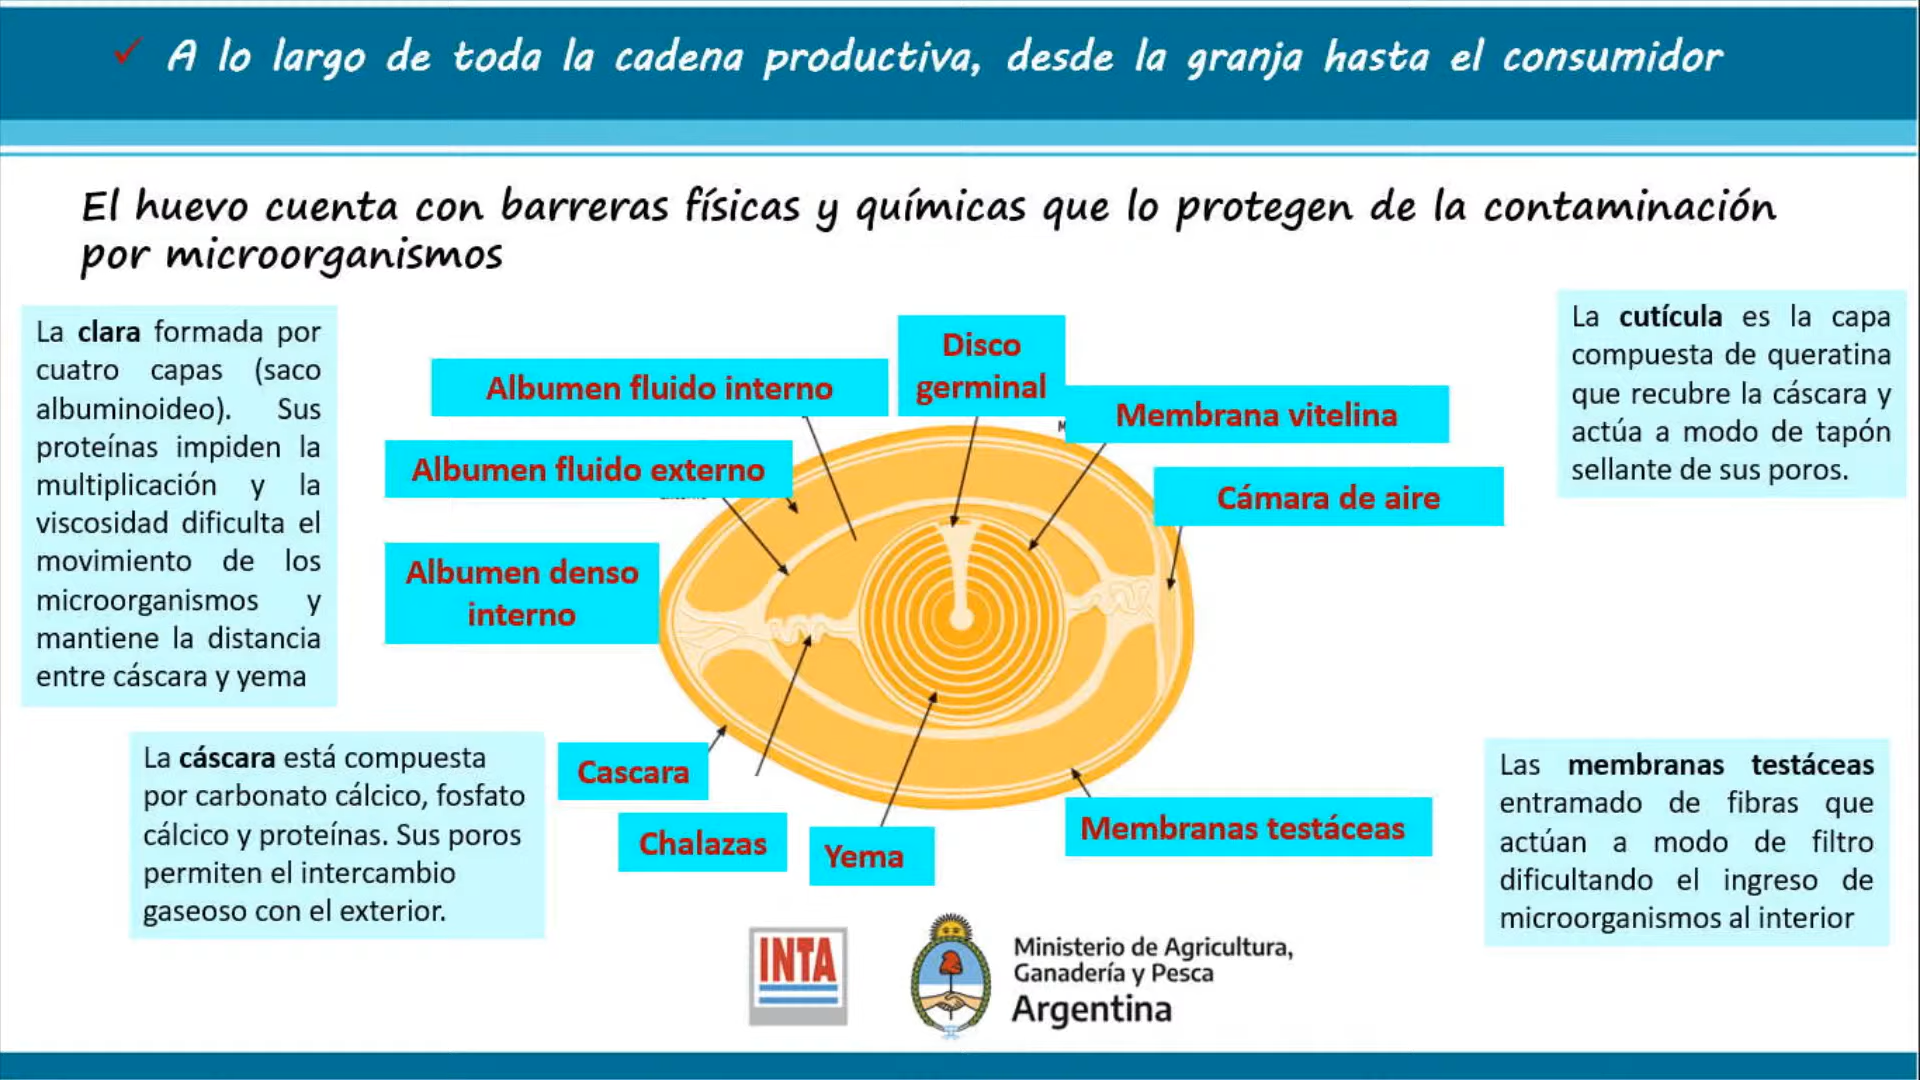 A lo largo de toda la cadena productiva, desde la granja hasta el consumidor
El huevo cuenta con barreras físicas y químicas que lo protegen de la contaminación
por microorganismos
La clara formada por
cuatro capas (saco
albuminoideo). Sus
proteínas impiden la
multiplicación y la
viscosidad dificulta el
movimiento de los
microorganismos y
mantiene la distancia
entre cáscara y yema
La cutícula es la capa
compuesta de queratina
que recubre la cáscara y
actúa a modo de tapón
sellante de sus poros.
Disco
germinal
Albumen fluido interno
Membrana vitelina
Albumen fluido externo
Cámara de aire
Albumen denso
interno
La cáscara está compuesta
por carbonato cálcico, fosfato
cálcico y proteínas. Sus poros
permiten el intercambio
gaseoso con el exterior.
Cascara
Chalazas
Yema
Membranas testáceas
Las membranas testáceas
entramado de fibras que
actúan a modo de filtro
dificultando el ingreso de
microorganismos al interior
INTA
Ministerio de Agricultura,
Ganadería y Pesca
Argentina